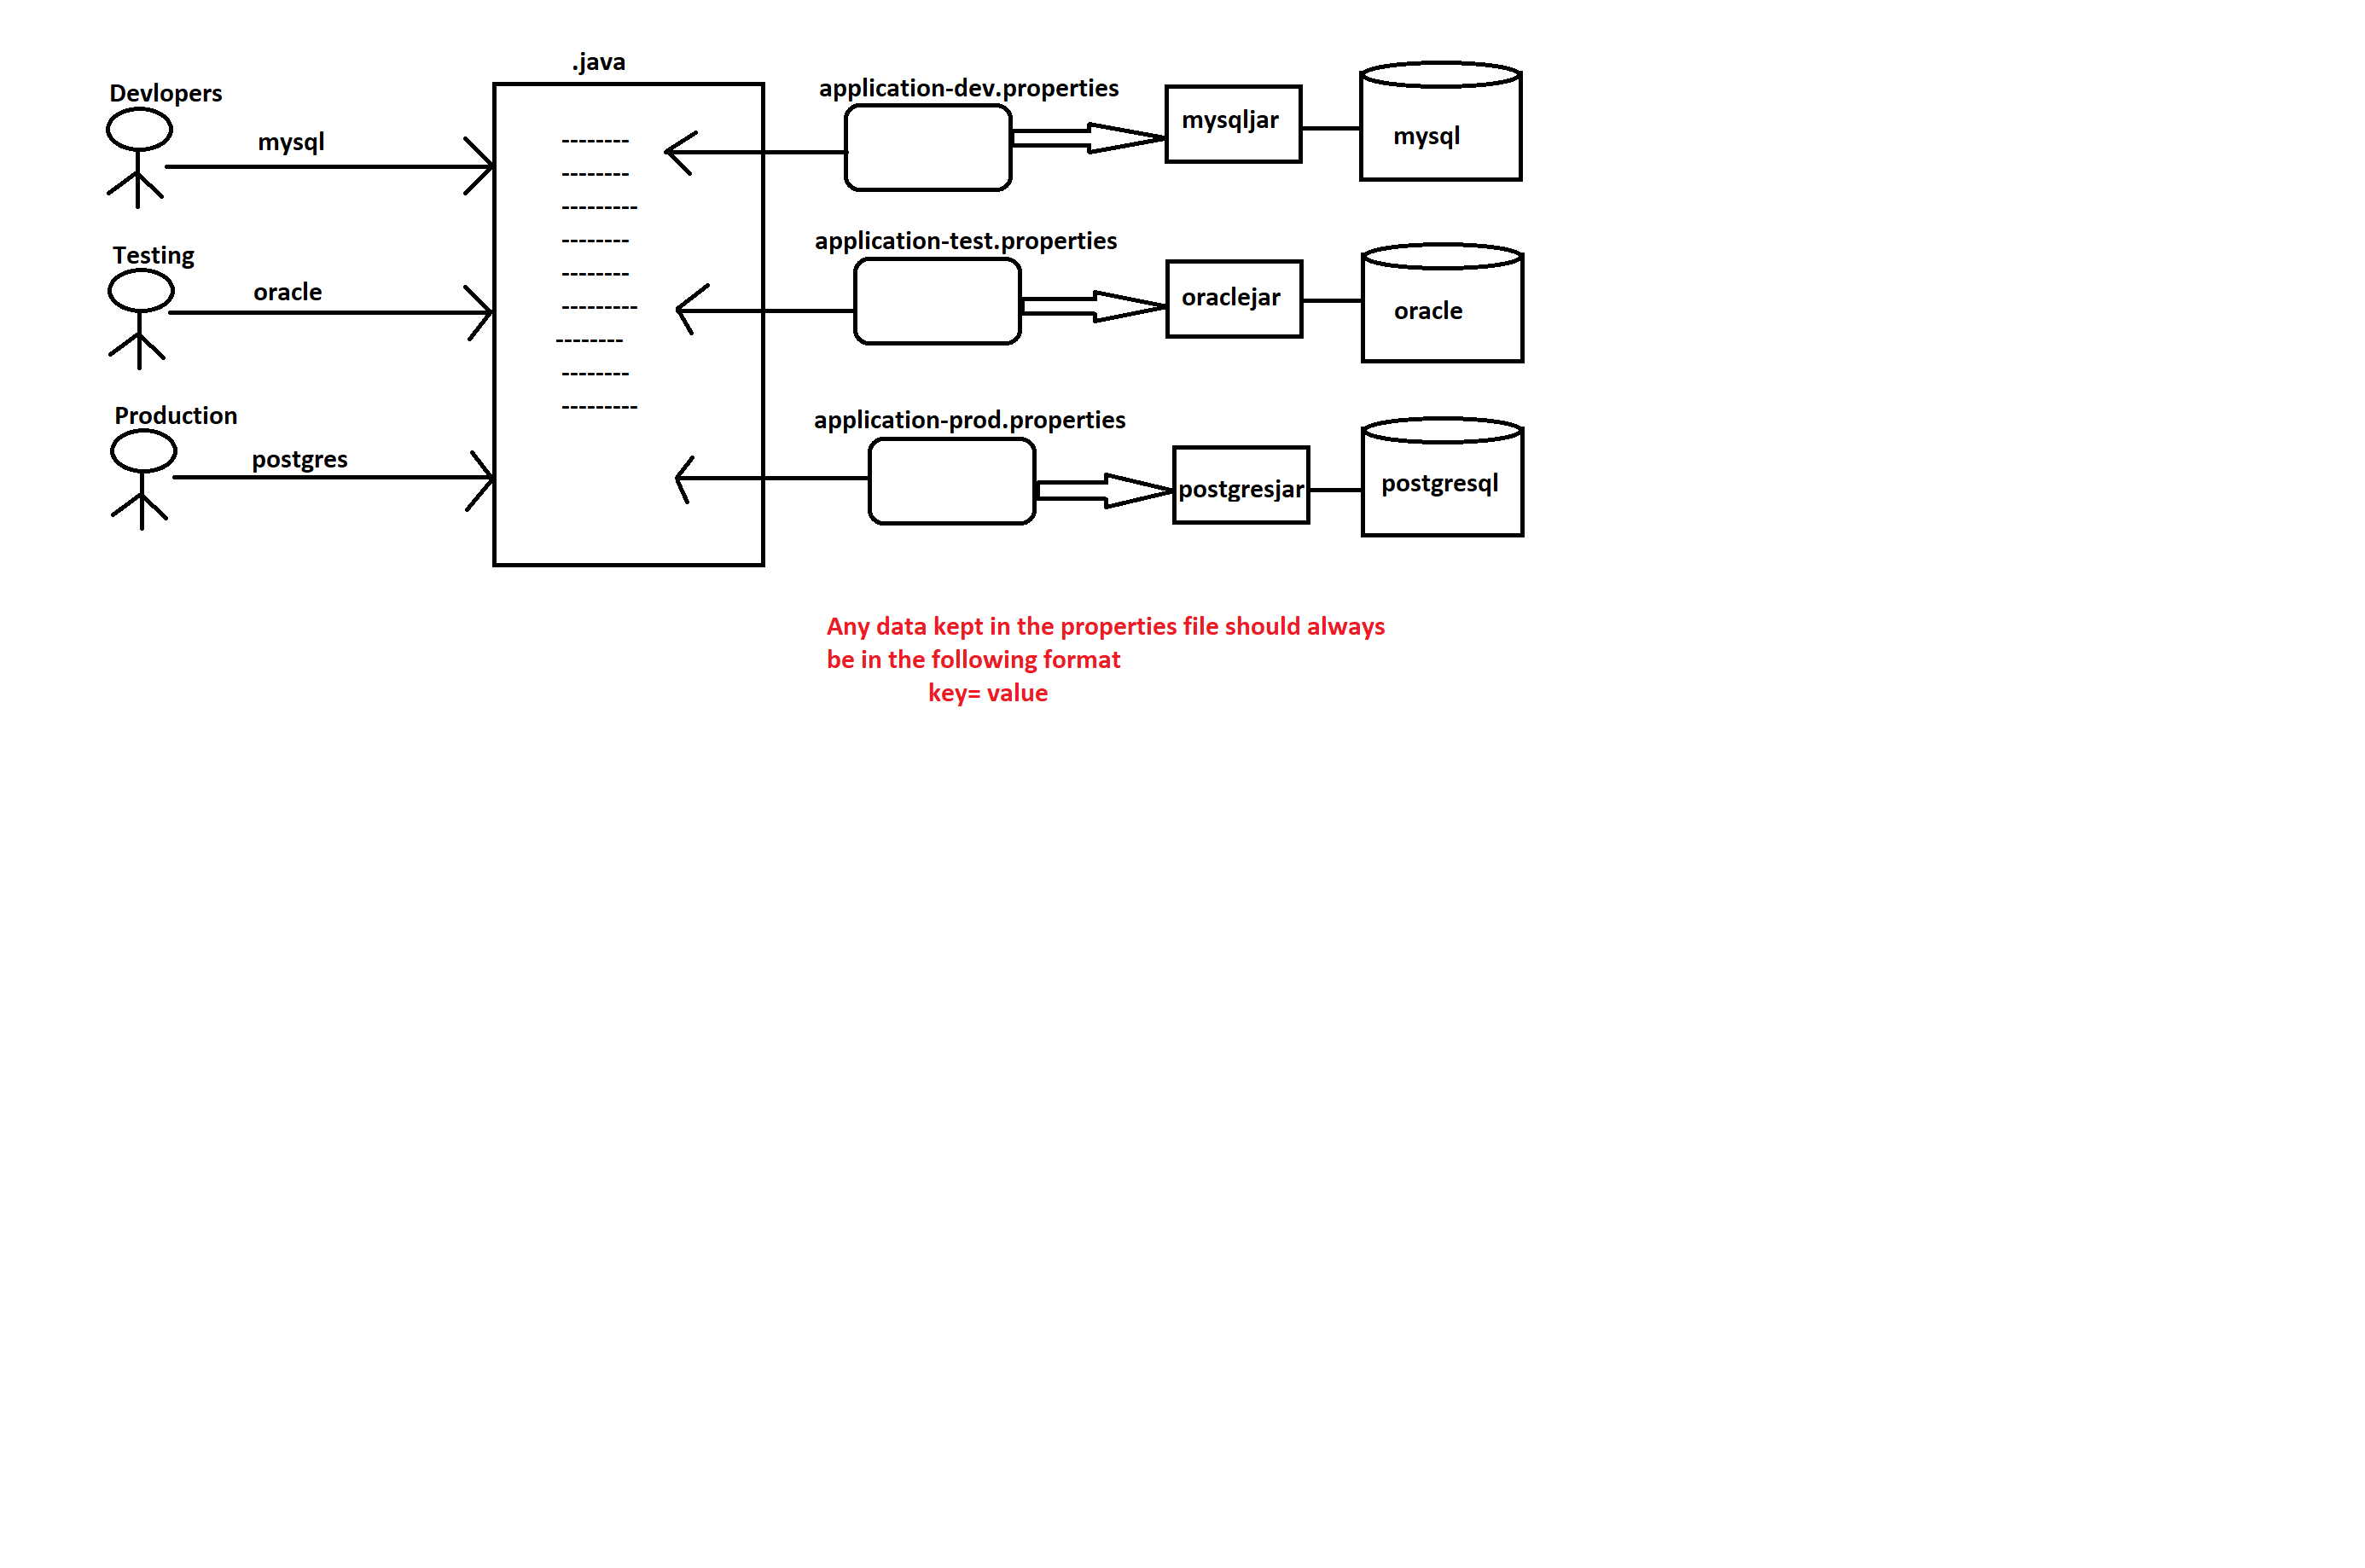 .java
Devlopers
mysql
application-dev.properties
mysqljar
mysql
--------
--------
---------
--------
--------
---------
--------
--------
---------
Testing
oracle
application-test.properties
oraclejar
oracle
Production
postgres
application-prod.properties
postgresjar
postgresql
Any data kept in the properties file should always
be in the following format
key= value